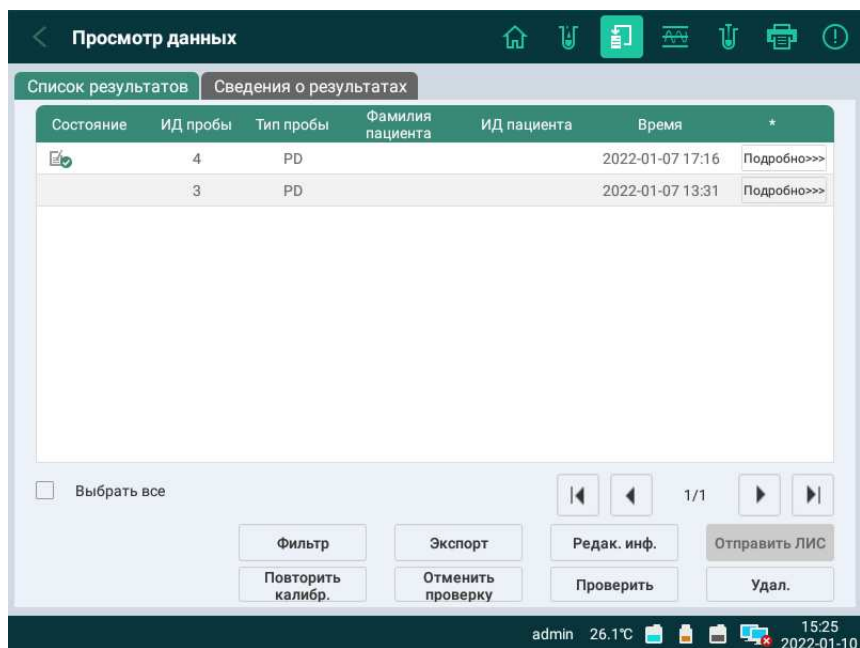 Просмотр данных
Список результатов Сведения о результатах
Состояние ИД пробы Тип пробы Фамилия пациента ИД пациента Время *
4 PD 2022-01-07 17:16 Подробно>>>
3 PD 2022-01-07 13:31 Подробно>>>
Выбрать все 1/1
Фильтр Экспорт Редак. инф. Отправить ЛИС
Повторить калибр. Отменить проверку Проверить Удал.
admin 26.1℃ 15:25
2022-01-10